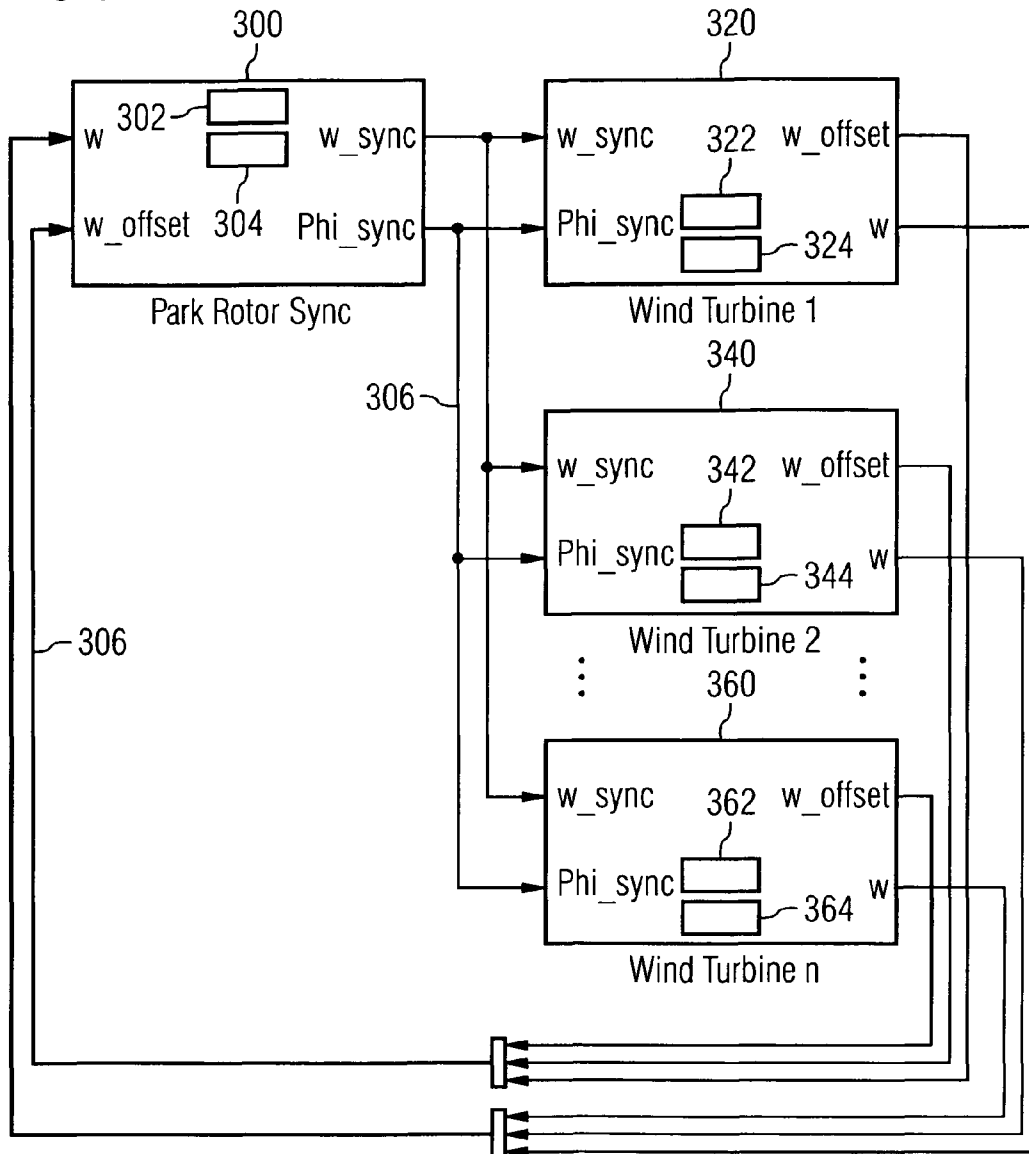 300
320
302
w
w_sync
304
w_offset
Phi_sync
Park Rotor Sync
w_sync
322
w_offset
Phi_sync
324
w
Wind Turbine 1
306
340
w_sync
342
w_offset
Phi_sync
344
w
Wind Turbine 2
306
360
w_sync
362
w_offset
Phi_sync
364
w
Wind Turbine n